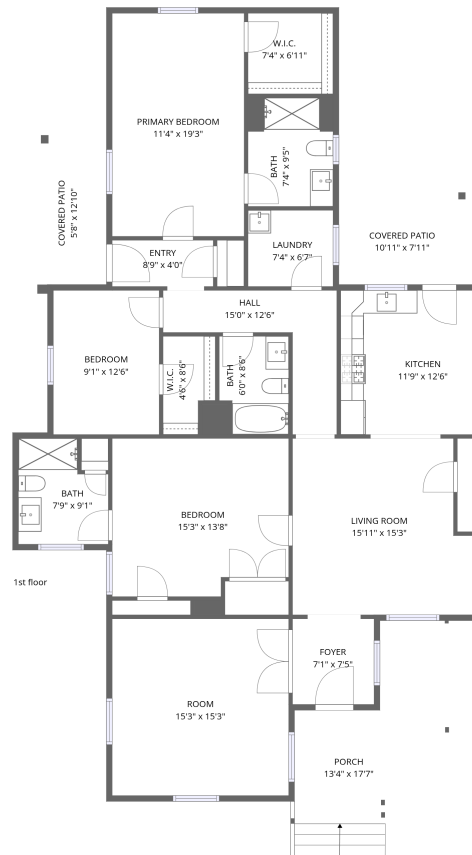 W.I.C.
7'4" x 6'11"
PRIMARY BEDROOM
11'4" x 19'3"
BATH
7'4" x 9'5"
COVERED PATIO
5'8" x 12'10"
COVERED PATIO
10'11" x 7'11"
ENTRY
8'9" x 4'0"
LAUNDRY
7'4" x 6'7"
HALL
15'0" x 12'6"
BEDROOM
9'1" x 12'6"
W.I.C.
4'6" x 8'6"
BATH
6'0" x 8'6"
KITCHEN
11'9" x 12'6"
BATH
7'9" x 9'1"
BEDROOM
15'3" x 13'8"
LIVING ROOM
15'11" x 15'3"
1st floor
FOYER
7'1" x 7'5"
ROOM
15'3" x 15'3"
PORCH
13'4" x 17'7"